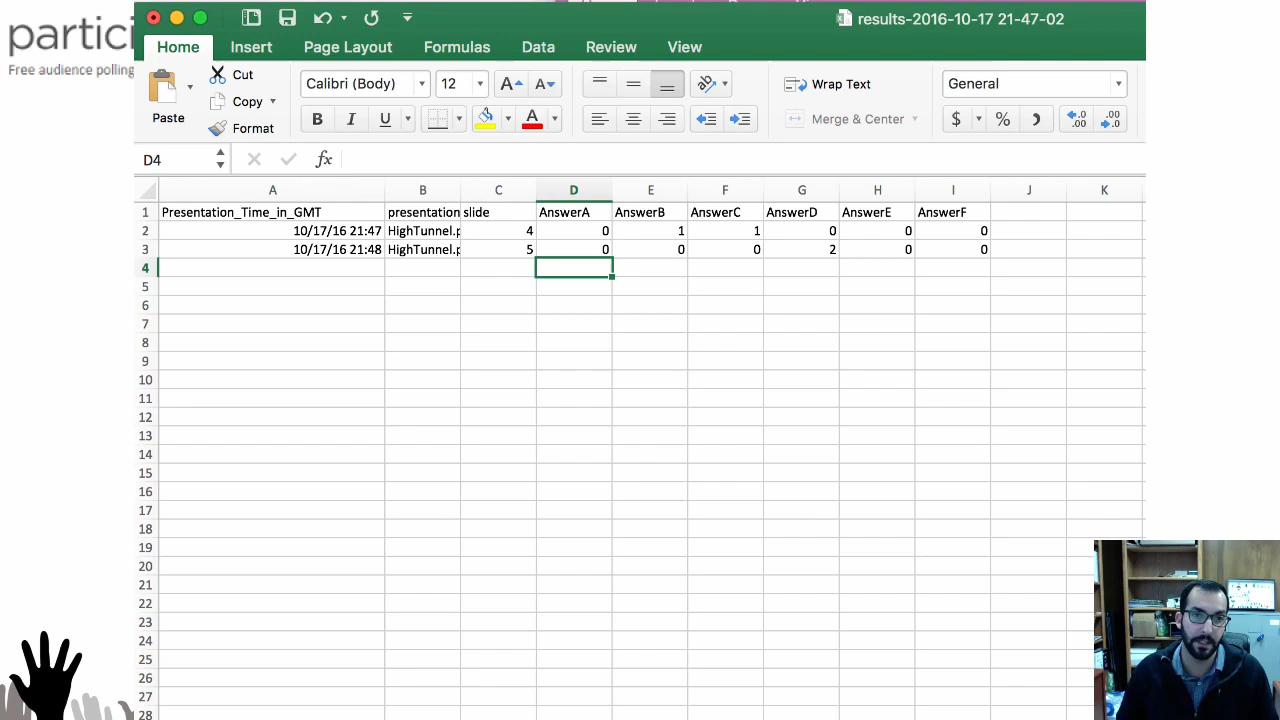 partici
Free audience polling
results-2016-10-17 21-47-02
Home Insert Page Layout Formulas Data Review View
Cut
Copy
Format
Paste
Calibri (Body) 12 A A
B I U A
Wrap Text
Merge & Center
General
$ % ) .0 .00 .00 .0
D4 fx
A B C D E F G H I J K
1 Presentation_Time_in_GMT presentation slide AnswerA AnswerB AnswerC AnswerD AnswerE AnswerF
2 10/17/16 21:47 HighTunnel.p 4 0 1 1 0 0 0
3 10/17/16 21:48 HighTunnel.p 5 0 0 0 2 0 0
4
5
6
7
8
9
10
11
12
13
14
15
16
17
18
19
20
21
22
23
24
25
26
27
28